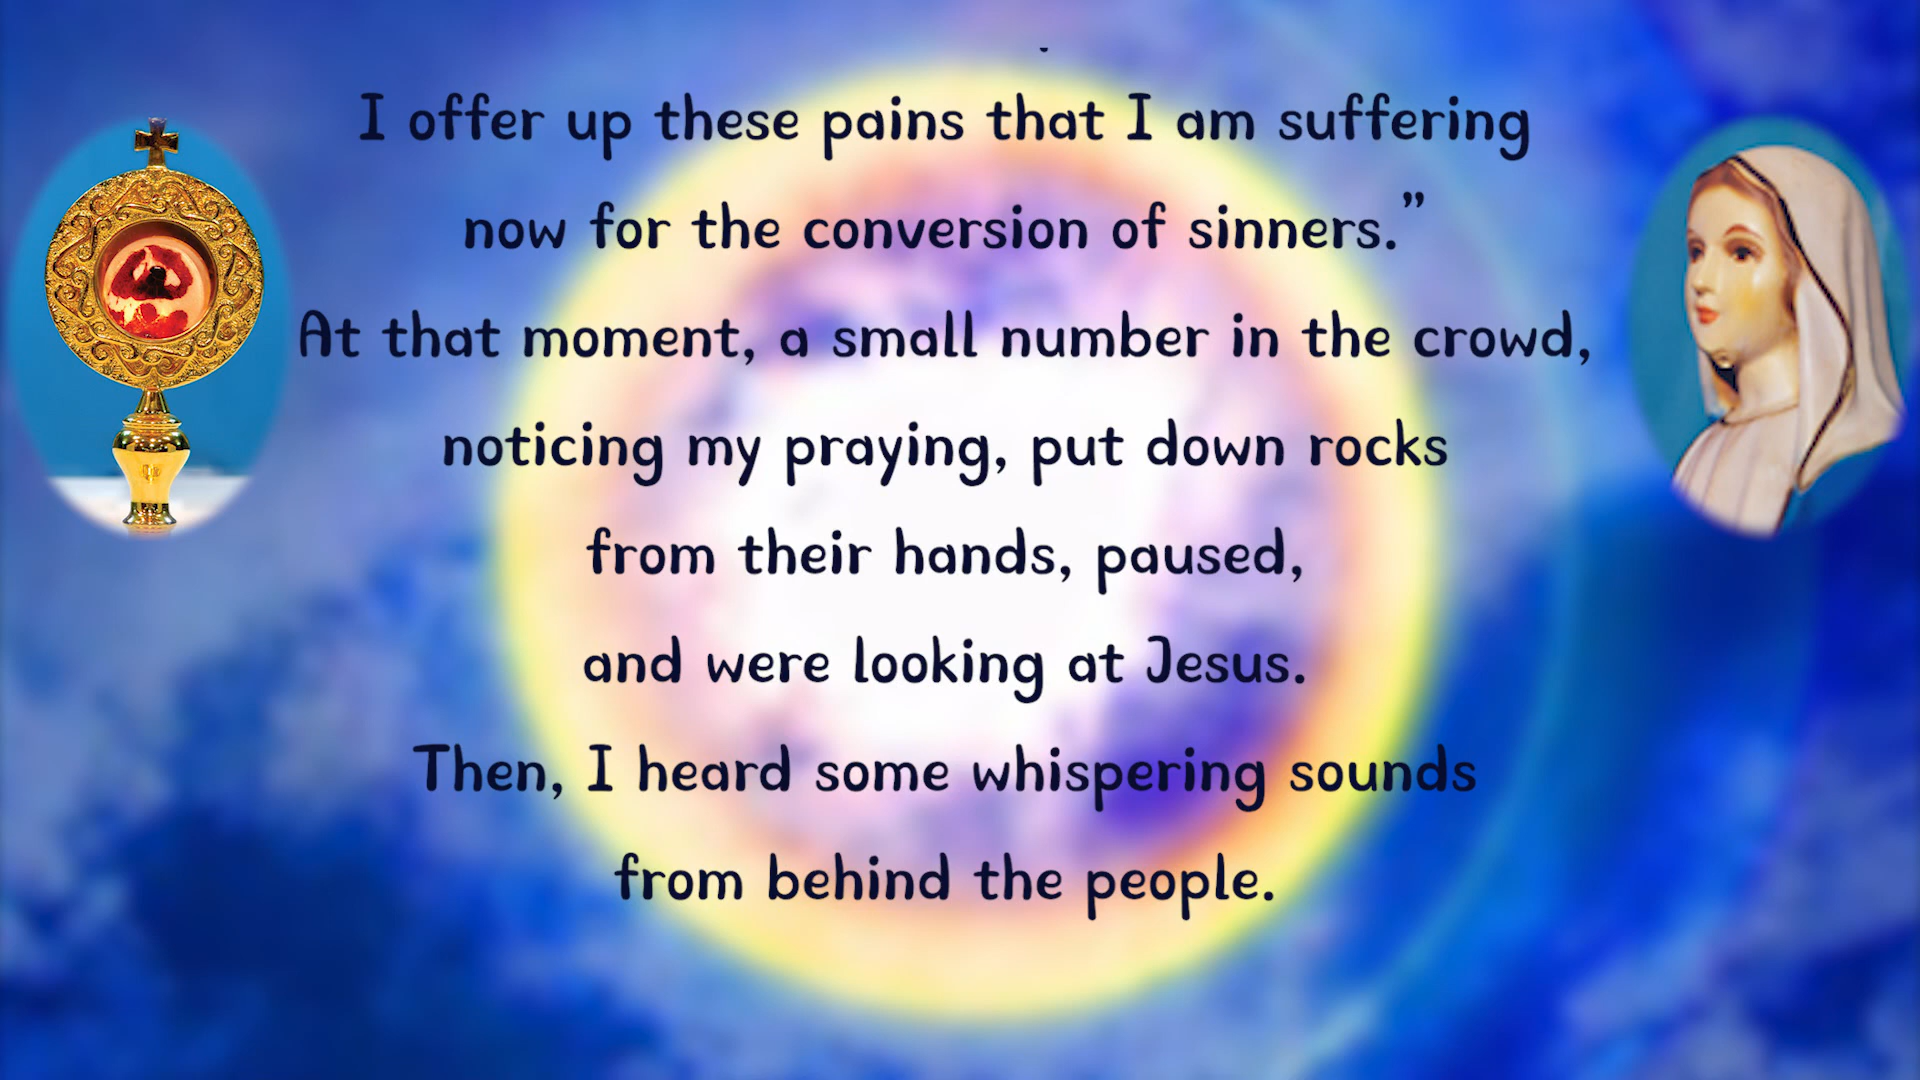 I offer up these pains that I am suffering
now for the conversion of sinners.”
At that moment, a small number in the crowd,
noticing my praying, put down rocks
from their hands, paused,
and were looking at Jesus.
Then, I heard some whispering sounds
from behind the people.